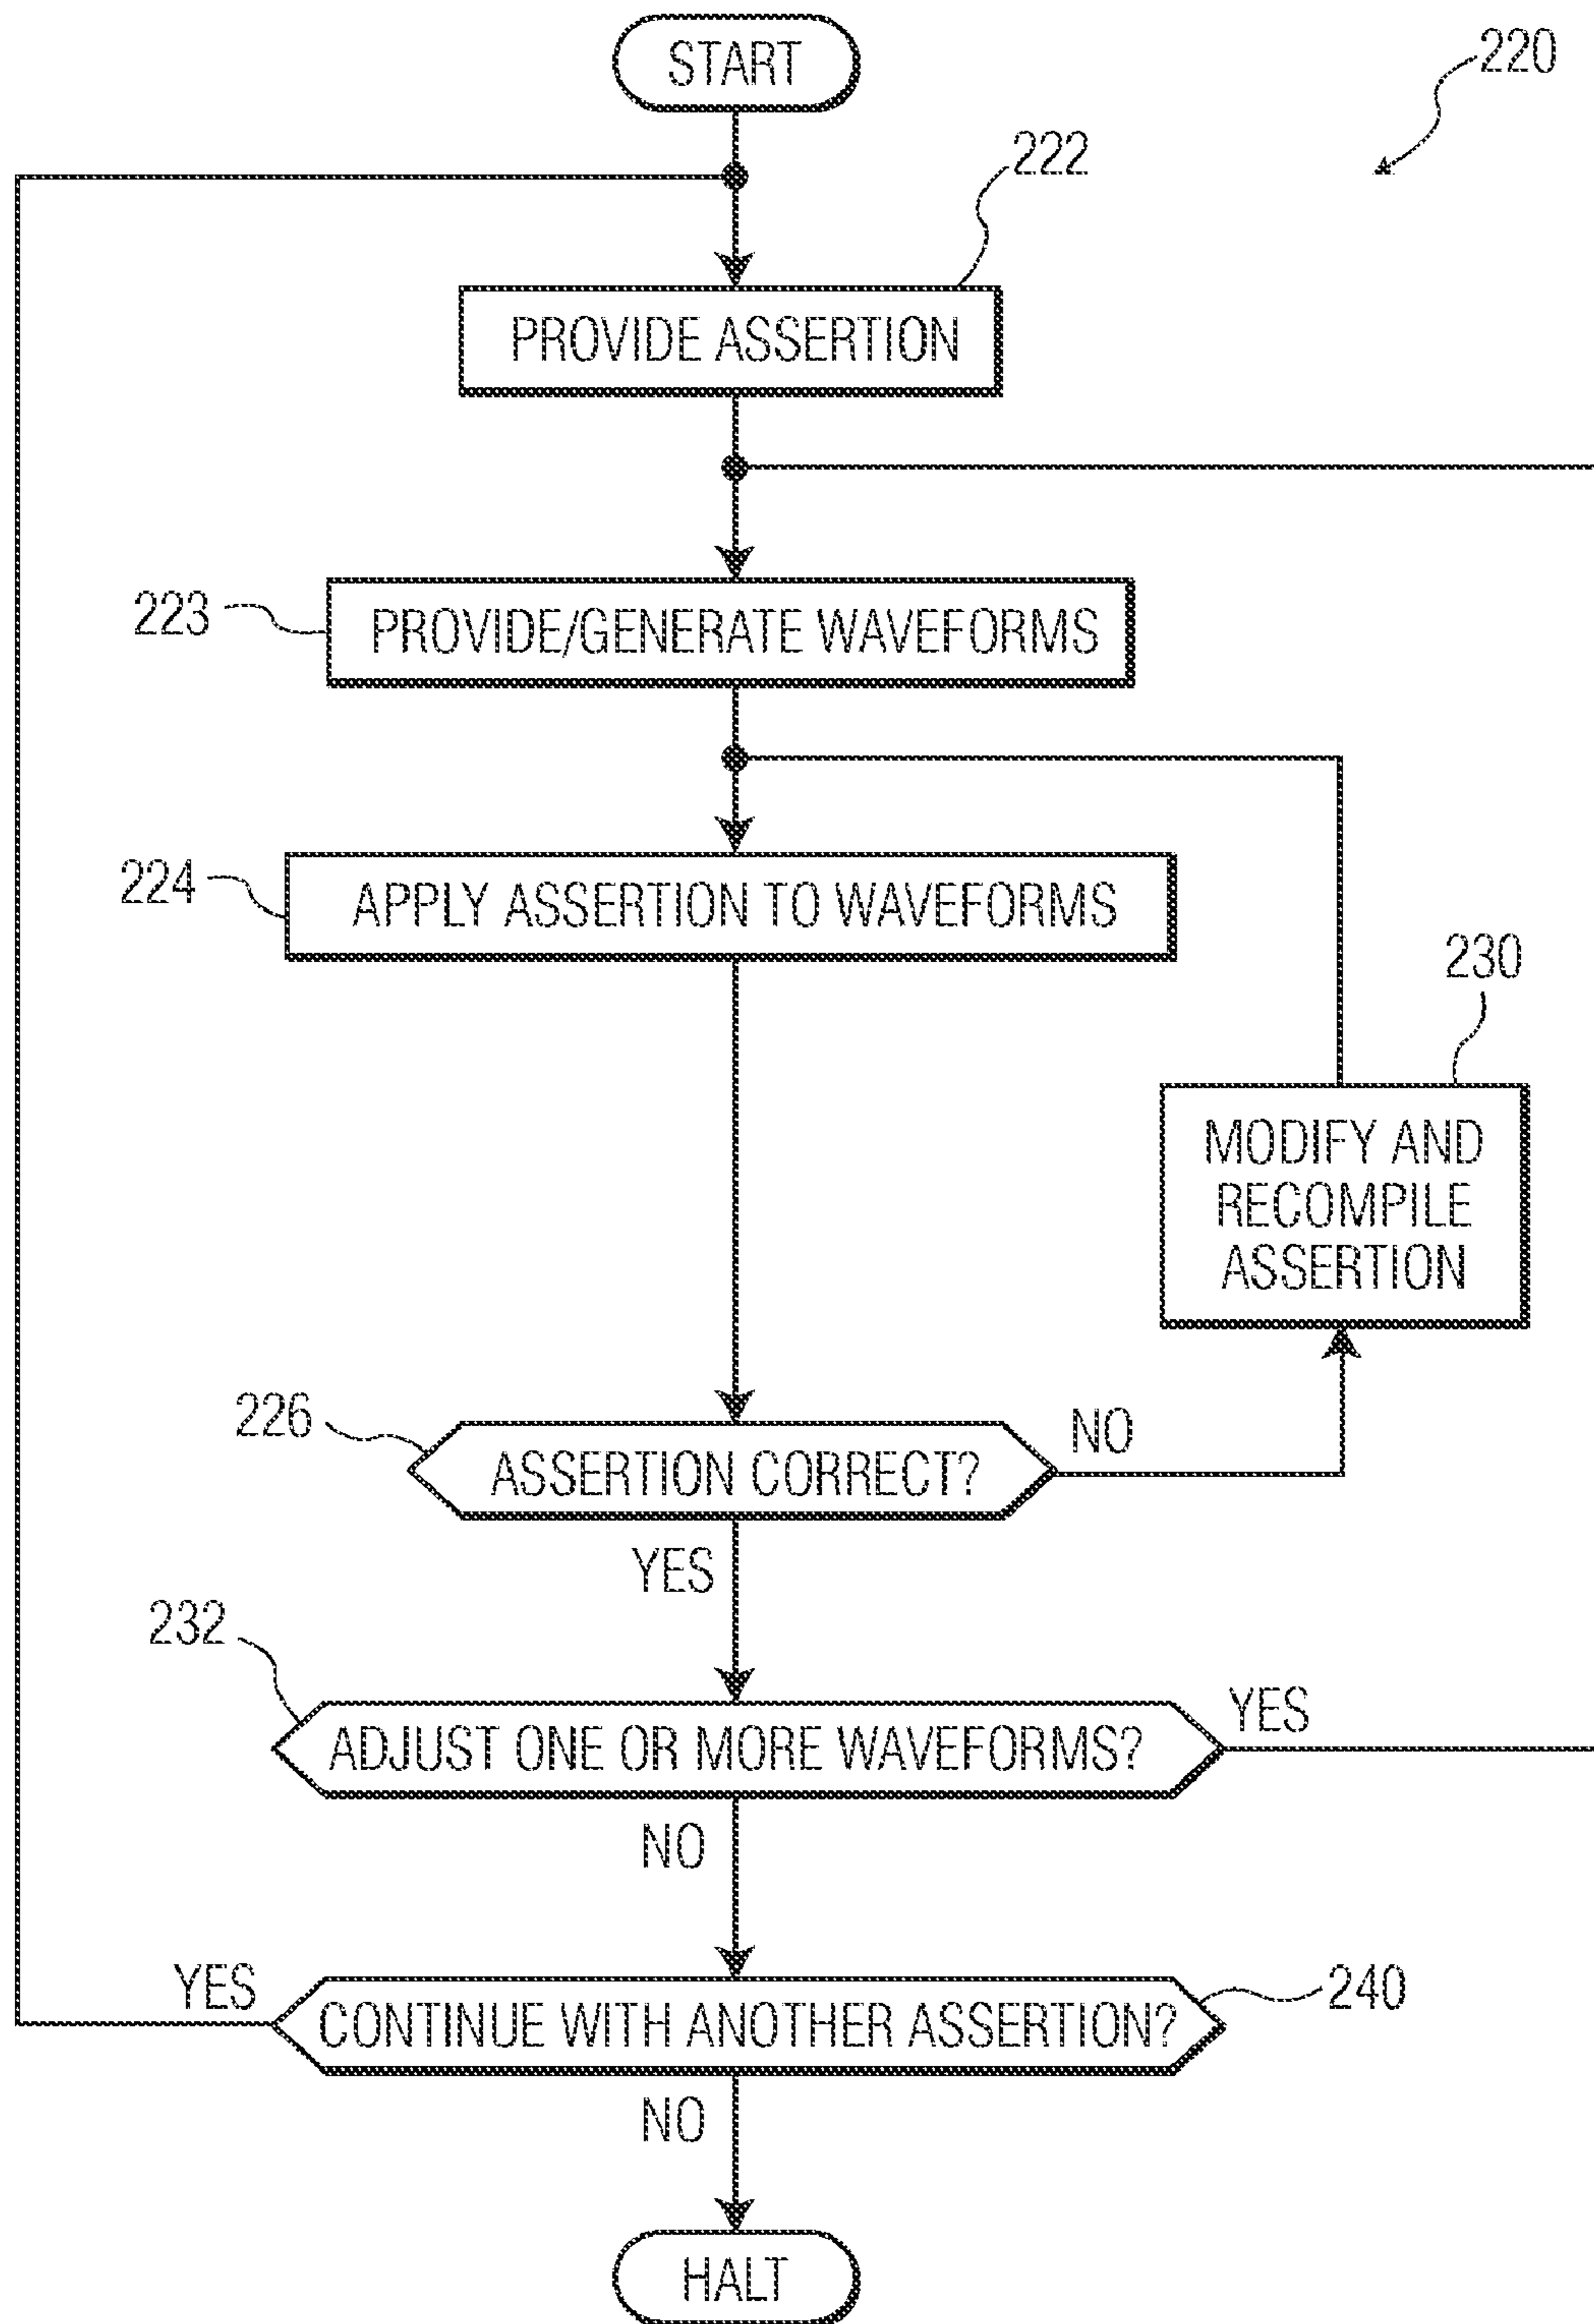 START
220
222
PROVIDE ASSERTION
223
PROVIDE/GENERATE WAVEFORMS
224
APPLY ASSERTION TO WAVEFORMS
230
MODIFY AND
RECOMPILE
ASSERTION
226
ASSERTION CORRECT?
NO
YES
232
ADJUST ONE OR MORE WAVEFORMS?
YES
NO
YES
CONTINUE WITH ANOTHER ASSERTION?
240
NO
HALT